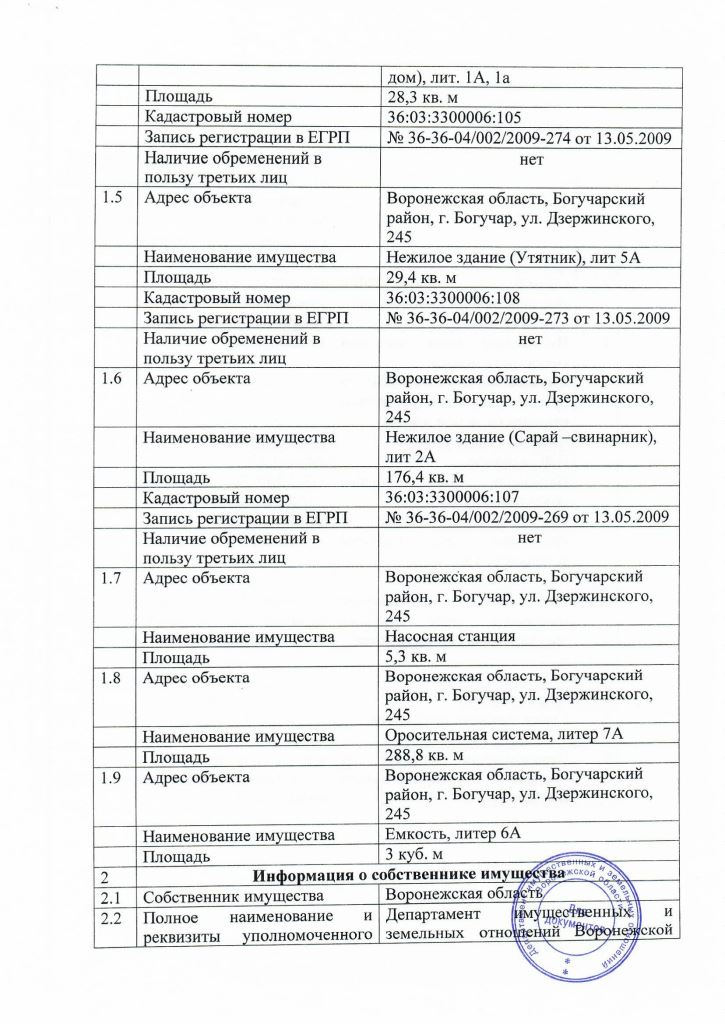 дом), лит. 1А, 1а
Площадь 28,3 кв. м
Кадастровый номер 36:03:3300006:105
Запись регистрации в ЕГРП № 36-36-04/002/2009-274 от 13.05.2009
Наличие обременений в нет
пользу третьих лиц
1.5 Адрес объекта Воронежская область, Богучарский
район, г. Богучар, ул. Дзержинского,
245
Наименование имущества Нежилое здание (Утятник), лит 5А
Площадь 29,4 кв. м
Кадастровый номер 36:03:3300006:108
Запись регистрации в ЕГРП № 36-36-04/002/2009-273 от 13.05.2009
Наличие обременений в нет
пользу третьих лиц
1.6 Адрес объекта Воронежская область, Богучарский
район, г. Богучар, ул. Дзержинского,
245
Наименование имущества Нежилое здание (Сарай –свинарник),
лит 2А
Площадь 176,4 кв. м
Кадастровый номер 36:03:3300006:107
Запись регистрации в ЕГРП № 36-36-04/002/2009-269 от 13.05.2009
Наличие обременений в нет
пользу третьих лиц
1.7 Адрес объекта Воронежская область, Богучарский
район, г. Богучар, ул. Дзержинского,
245
Наименование имущества Насосная станция
Площадь 5,3 кв. м
1.8 Адрес объекта Воронежская область, Богучарский
район, г. Богучар, ул. Дзержинского,
245
Наименование имущества Оросительная система, литер 7А
Площадь 288,8 кв. м
1.9 Адрес объекта Воронежская область, Богучарский
район, г. Богучар, ул. Дзержинского,
245
Наименование имущества Емкость, литер 6А
Площадь 3 куб. м
2 Информация о собственнике имущества
2.1 Собственник имущества Воронежская область
2.2 Полное наименование и Департамент имущественных и
реквизиты уполномоченного земельных отношений Воронежской
Департамент имущественных и земельных отношений
Воронежской области
Для
документов